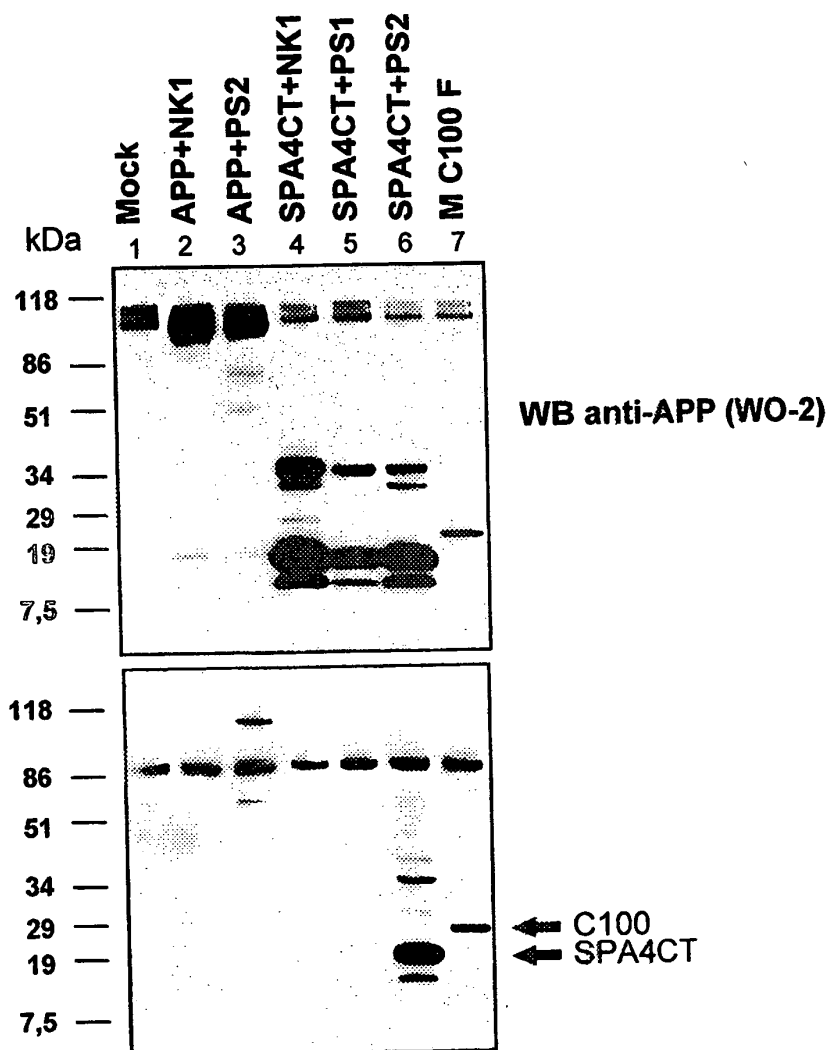 Mock
APP+NK1
APP+PS2
SPA4CT+NK1
SPA4CT+PS1
SPA4CT+PS2
M C100 F
kDa 1 2 3 4 5 6 7
118
86
51
34
29
19
7,5
WB anti-APP (WO-2)
118
86
51
34
29
19
7,5
C100
SPA4CT